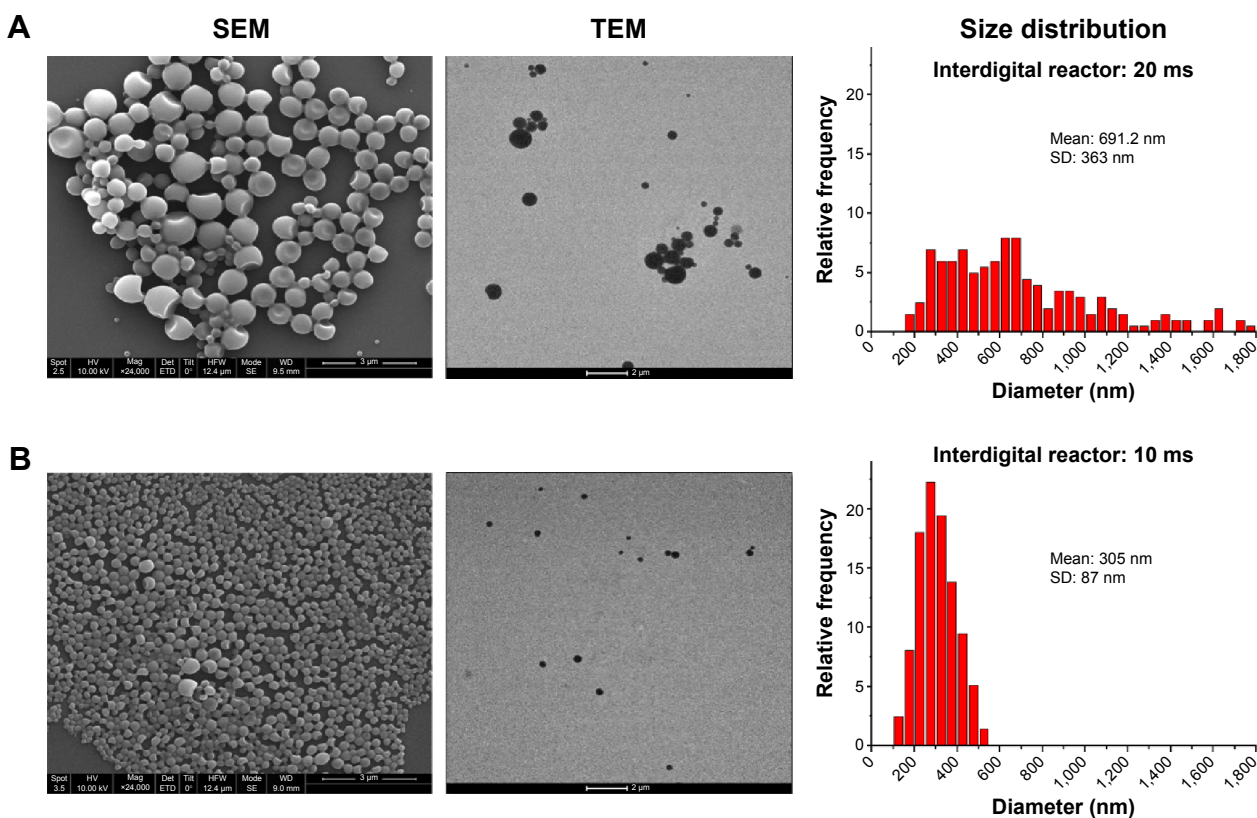 A
SEM
TEM
Size distribution
Interdigital reactor: 20 ms
Mean: 691.2 nm
SD: 363 nm
Relative frequency
20
15
10
5
0
0 200 400 600 800 1,000 1,200 1,400 1,600 1,800
Diameter (nm)
Spot HV Mag Det Tilt HFW Mode WD
2.5 10.00 kV ×24,000 ETD 0° 12.4 µm SE 9.5 mm
3 µm
2 µm
B
Interdigital reactor: 10 ms
Mean: 305 nm
SD: 87 nm
Relative frequency
20
15
10
5
0
0 200 400 600 800 1,000 1,200 1,400 1,600 1,800
Diameter (nm)
Spot HV Mag Det Tilt HFW Mode WD
3.5 10.00 kV ×24,000 ETD 0° 12.4 µm SE 9.0 mm
3 µm
2 µm